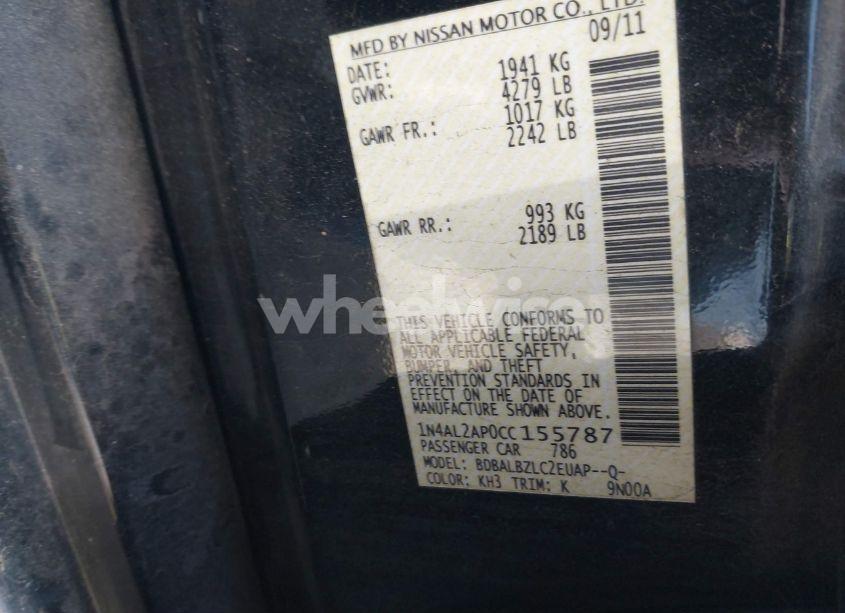 MFD BY NISSAN MOTOR CO., LTD.
DATE: 09/11
GVWR: 1941 KG
4279 LB
GAWR FR.: 1017 KG
2242 LB
GAWR RR.: 993 KG
2189 LB
wheelwise
THIS VEHICLE CONFORMS TO
ALL APPLICABLE FEDERAL
MOTOR VEHICLE SAFETY,
BUMPER, AND THEFT
PREVENTION STANDARDS IN
EFFECT ON THE DATE OF
MANUFACTURE SHOWN ABOVE.
1N4AL2AP0CC155787
PASSENGER CAR 786
MODEL: BDBALBZLC2EUAP--Q-
COLOR: KH3 TRIM: K 9N00A